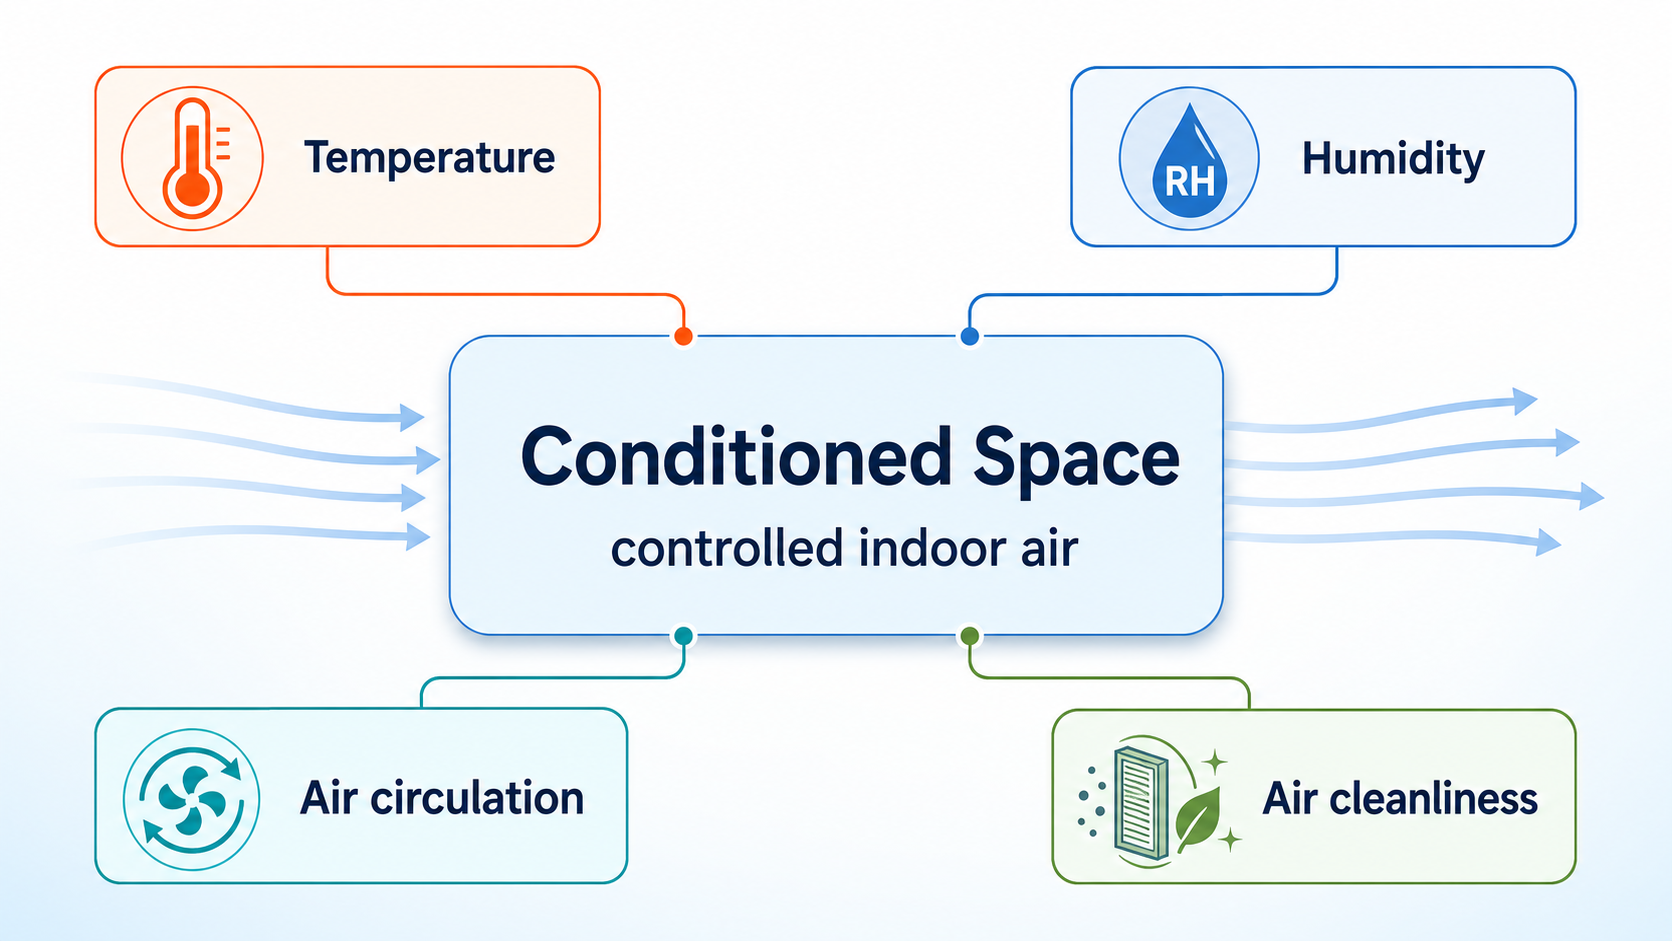 Temperature
RH
Humidity
Conditioned Space
controlled indoor air
Air circulation
Air cleanliness